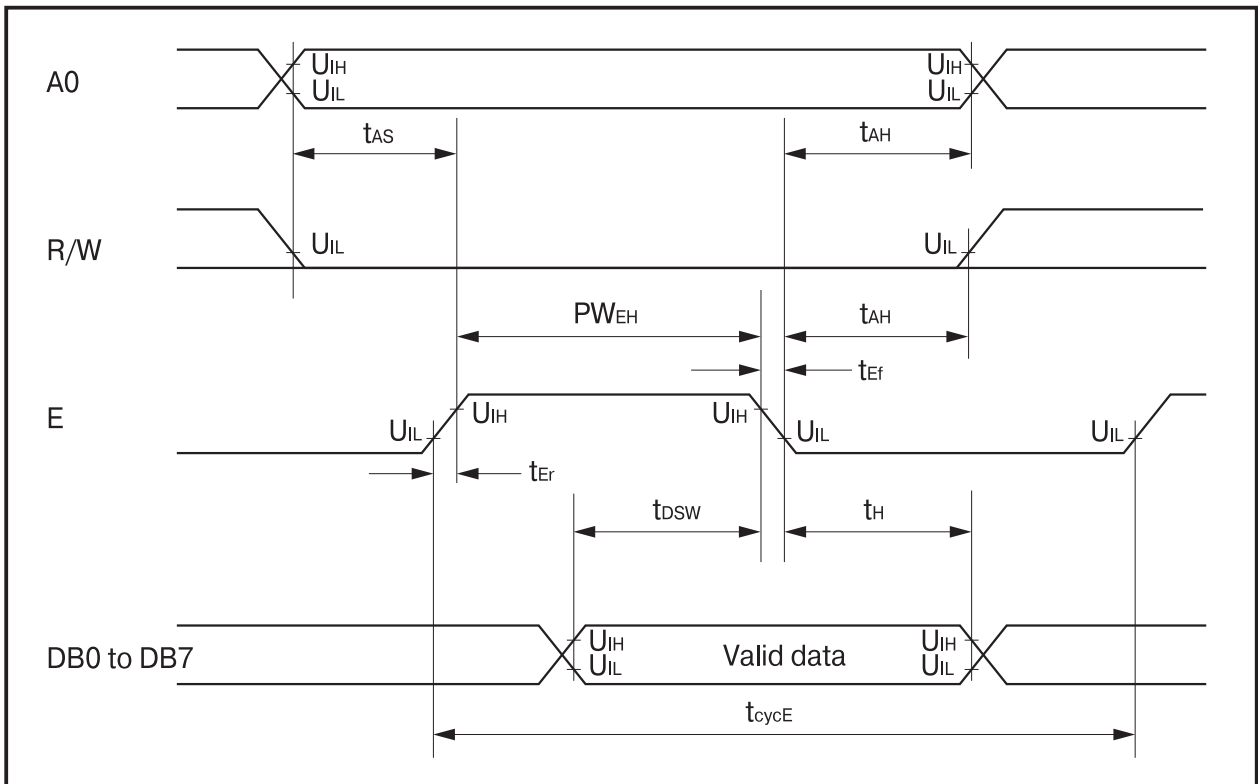 A0
UIH
UIL
UIH
UIL
tAS
tAH
R/W
UIL
UIL
PWEH
tAH
tEf
E
UIL
UIH
UIH
UIL
UIL
tEr
tDSW
tH
DB0 to DB7
UIH
UIL
Valid data
UIH
UIL
tcycE